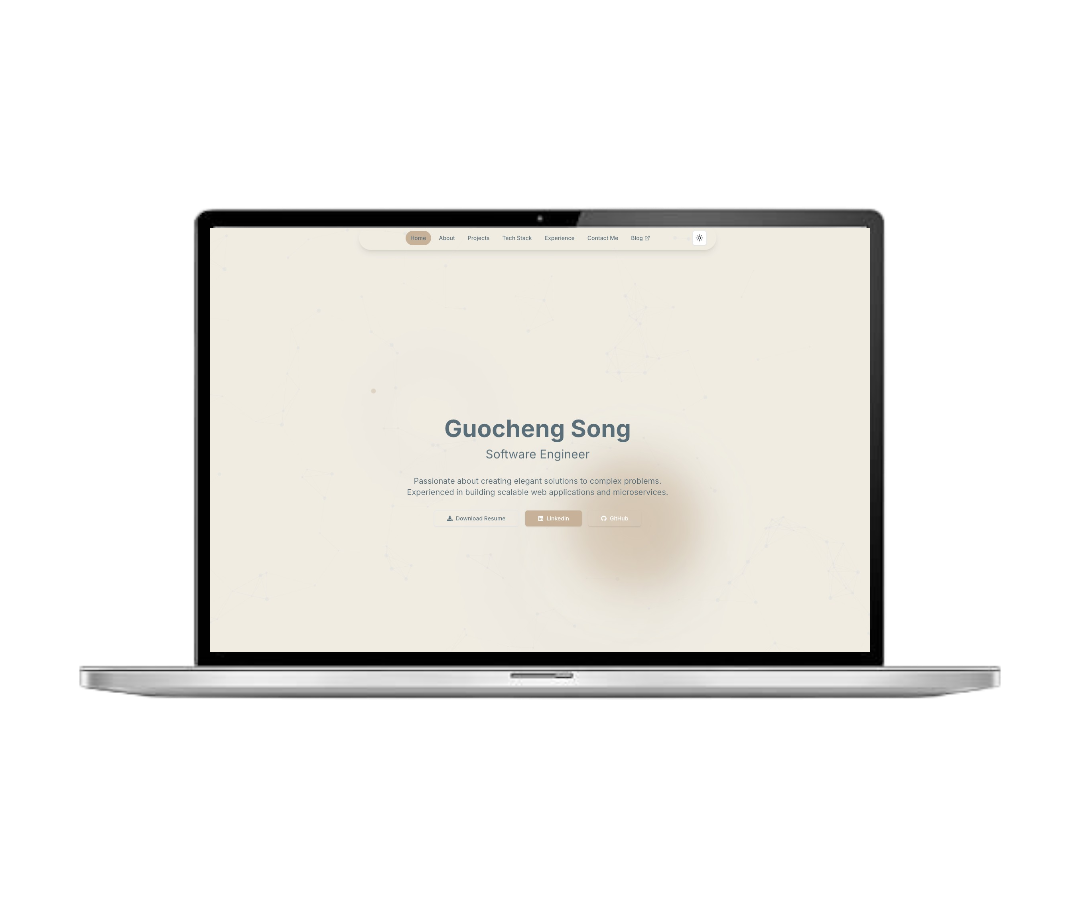 Home About Projects Tech Stack Experience Contact Me Blog
Guocheng Song
Software Engineer
Passionate about creating elegant solutions to complex problems.
Experienced in building scalable web applications and microservices.
Download Resume LinkedIn GitHub